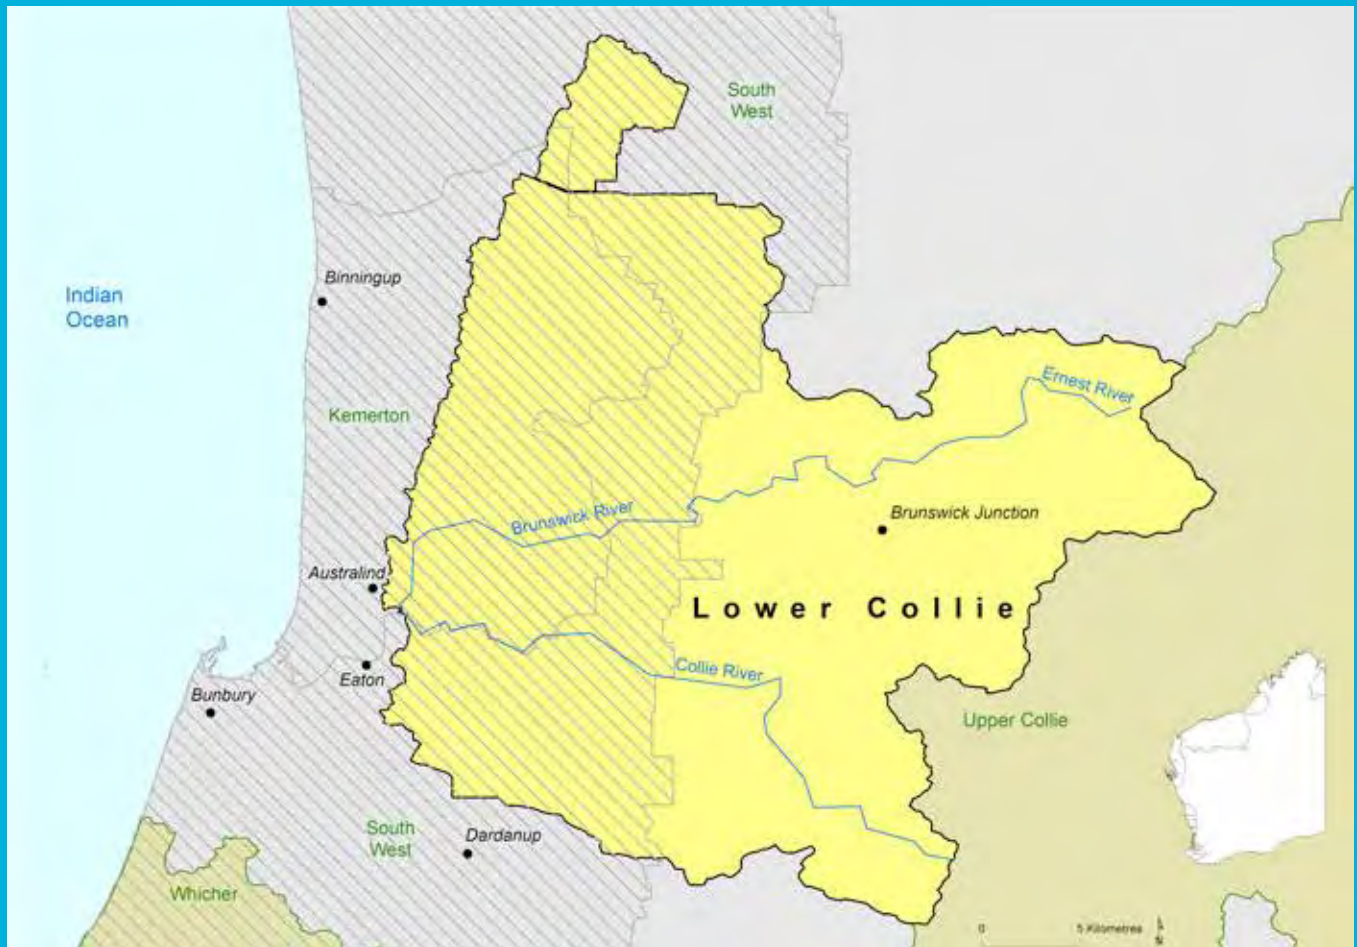 South
West
Binningup
Indian
Ocean
Ernest River
Kemerton
Brunswick River
Brunswick Junction
Australind
Lower Collie
Collie River
Eaton
Bunbury
Upper Collie
South
West
Dardanup
Whicher
0 5 Kilometres